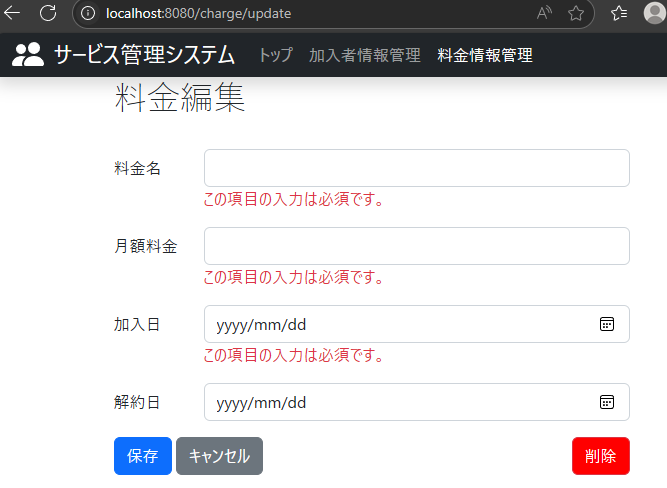 localhost:8080/charge/update
サービス管理システム トップ 加入者情報管理 料金情報管理
料金編集
料金名
この項目の入力は必須です。
月額料金
この項目の入力は必須です。
加入日 yyyy/mm/dd
この項目の入力は必須です。
解約日 yyyy/mm/dd
保存 キャンセル 削除